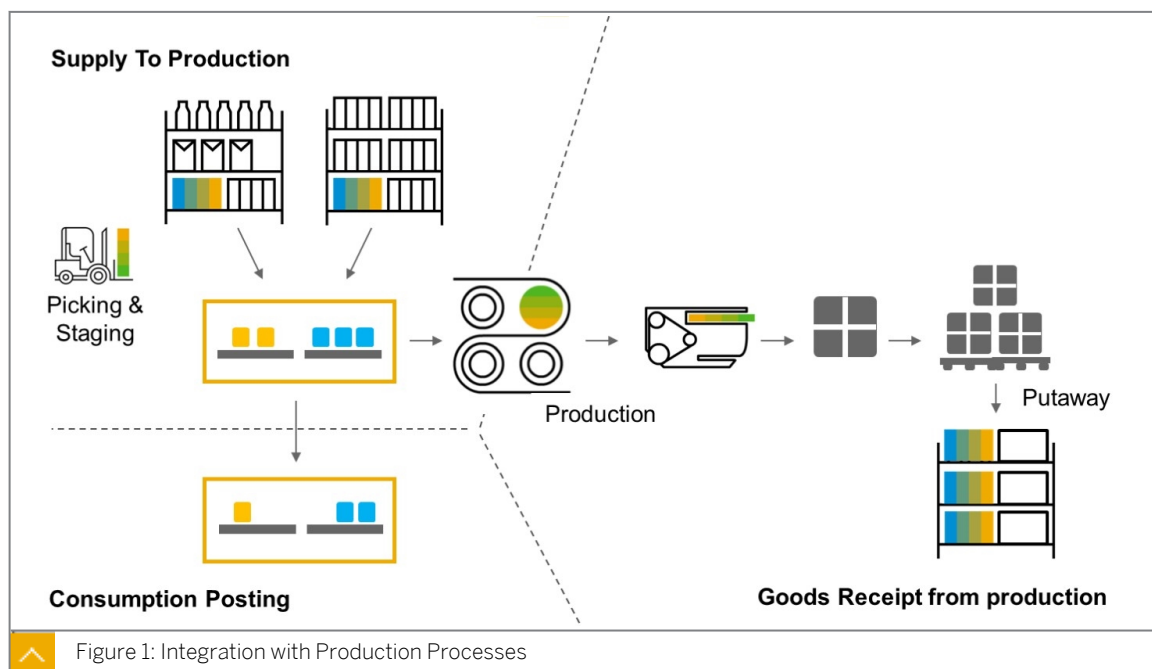 Supply To Production
Picking &
Staging
Production
Putaway
Consumption Posting
Goods Receipt from production
Figure 1: Integration with Production Processes